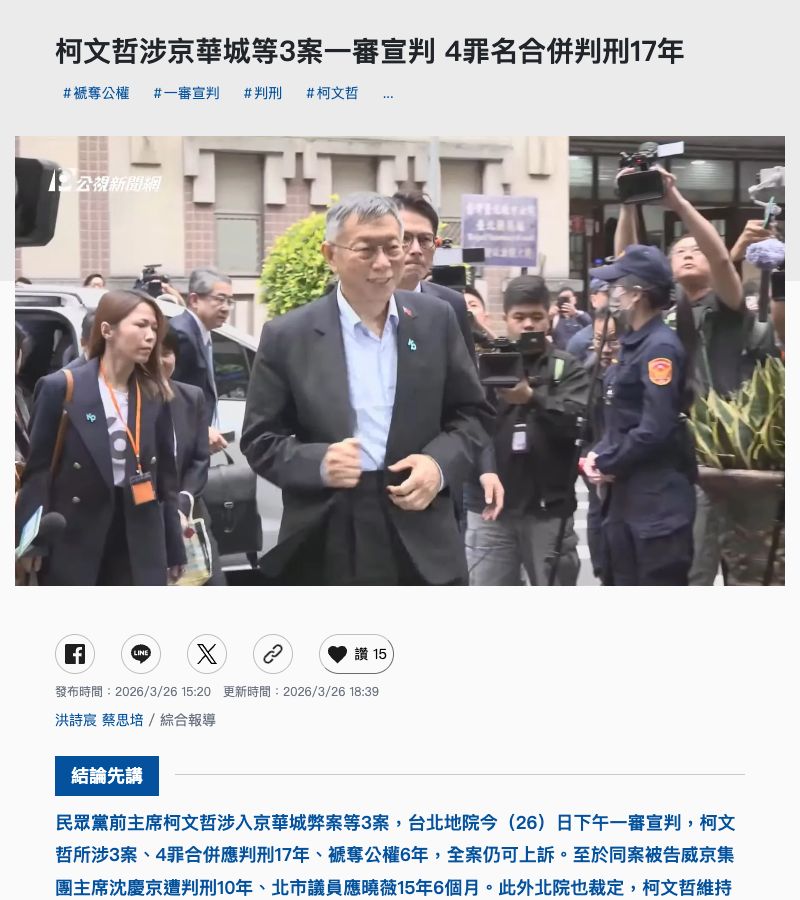 柯文哲涉京華城等3案一審宣判 4罪名合併判刑17年
#褫奪公權 #一審宣判 #判刑 #柯文哲 ...
公視新聞網
LINE
讚 15
發布時間：2026/3/26 15:20 更新時間：2026/3/26 18:39
洪詩宸 蔡思培 / 綜合報導
結論先講
民眾黨前主席柯文哲涉入京華城弊案等3案，台北地院今（26）日下午一審宣判，柯文
哲所涉3案、4罪合併應判刑17年、褫奪公權6年，全案仍可上訴。至於同案被告威京集
團主席沈慶京遭判刑10年、北市議員應曉薇15年6個月。此外北院也裁定，柯文哲維持